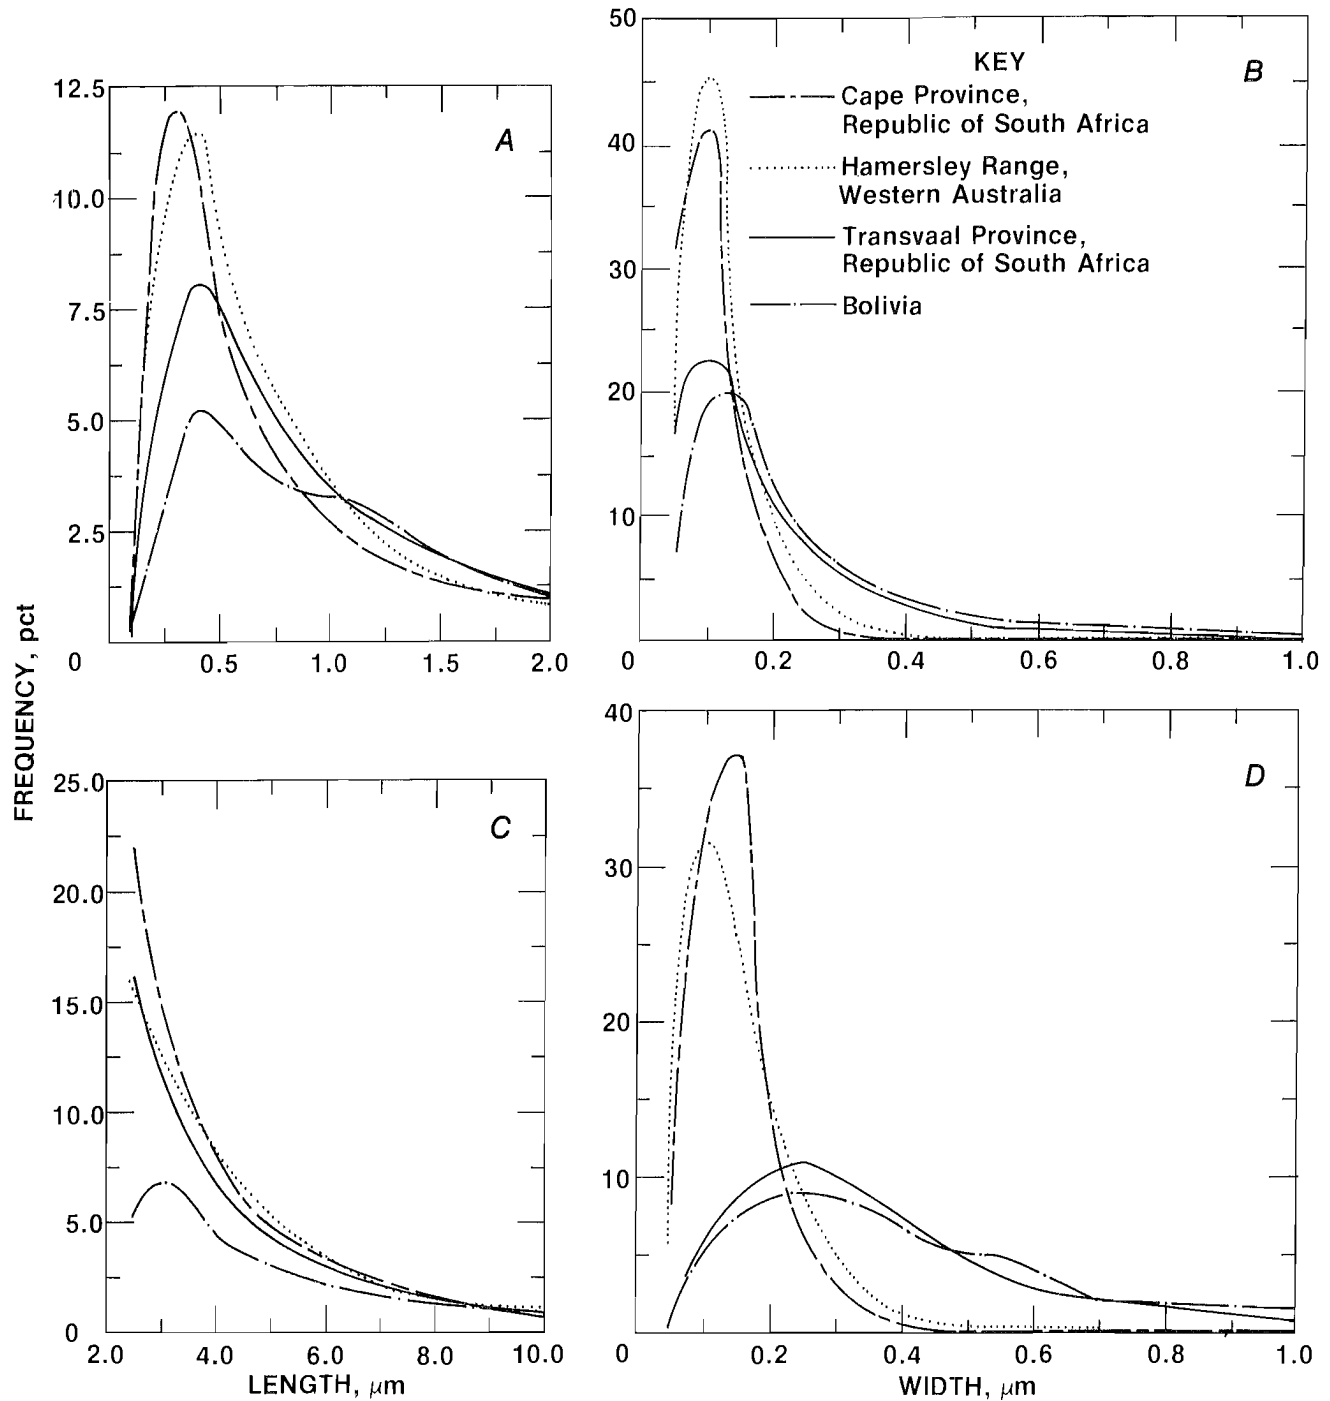 A
12.5
10.0
7.5
5.0
2.5
0
0.5
1.0
1.5
2.0
B
50
40
30
20
10
0
0.2
0.4
0.6
0.8
1.0
KEY
Cape Province,
Republic of South Africa
Hamersley Range,
Western Australia
Transvaal Province,
Republic of South Africa
Bolivia
FREQUENCY, pct
C
25.0
20.0
15.0
10.0
5.0
0
2.0
4.0
6.0
8.0
10.0
LENGTH, μm
D
40
30
20
10
0
0.2
0.4
0.6
0.8
1.0
WIDTH, μm